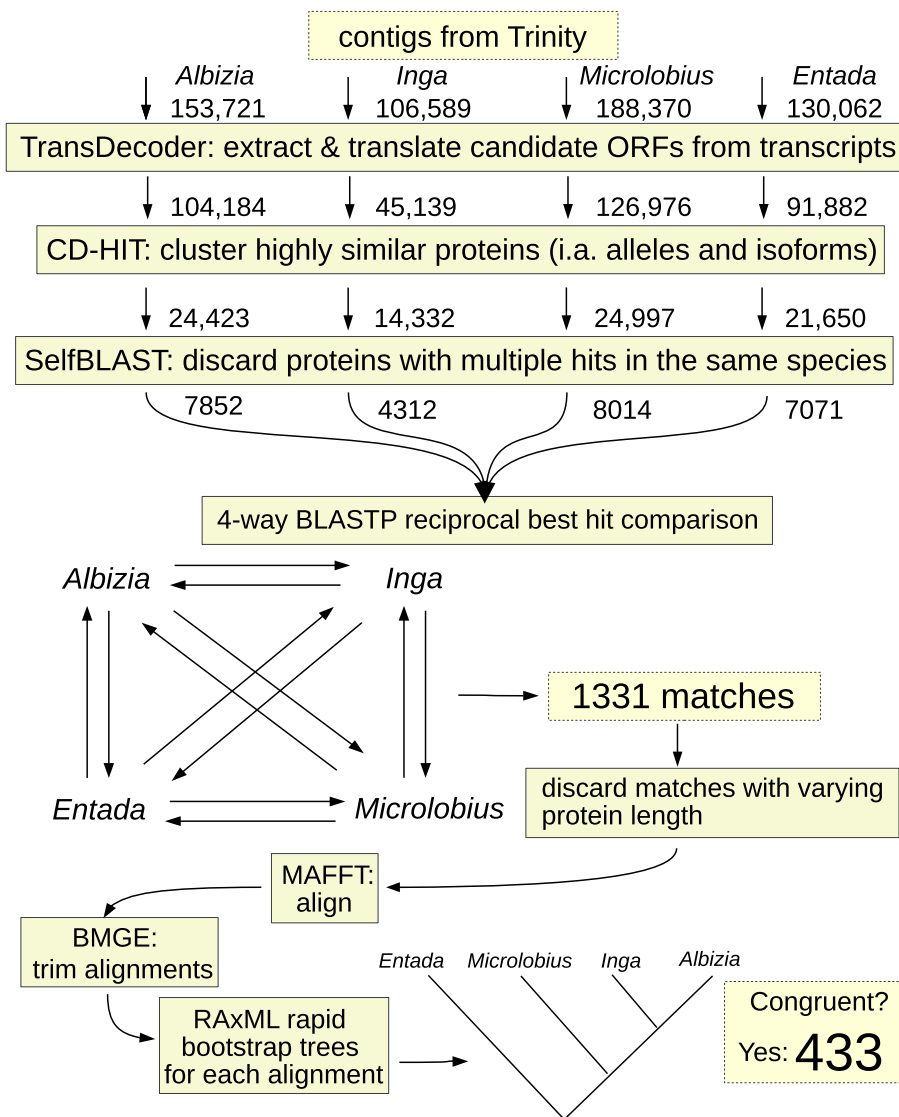 contigs from Trinity
Albizia Inga Microlobius Entada
153,721 106,589 188,370 130,062
TransDecoder: extract & translate candidate ORFs from transcripts
104,184 45,139 126,976 91,882
CD-HIT: cluster highly similar proteins (i.a. alleles and isoforms)
24,423 14,332 24,997 21,650
SelfBLAST: discard proteins with multiple hits in the same species
7852 4312 8014 7071
4-way BLASTP reciprocal best hit comparison
Albizia Inga
1331 matches
discard matches with varying
protein length
Entada Microlobius
MAFFT:
align
BMGE:
trim alignments
RAxML rapid
bootstrap trees
for each alignment
Entada Microlobius Inga Albizia
Congruent?
Yes: 433